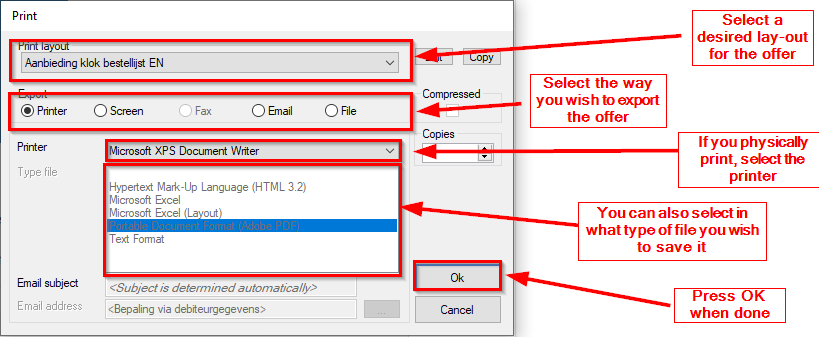 Print
Print layout
Aanbieding klok bestellijst EN
Copy
Export
Printer
Screen
Fax
Email
File
Compressed
Copies
Printer
Microsoft XPS Document Writer
Type file
Hypertext Mark-Up Language (HTML 3.2)
Microsoft Excel
Microsoft Excel (Layout)
Portable Document Format (Adobe PDF)
Text Format
Email subject
<Subject is determined automatically>
Email address
<Bepaling via debiteurgegevens>
...
Ok
Cancel
Select a
desired lay-out
for the offer
Select the way
you wish to export
the offer
If you physically
print, select the
printer
You can also select in
what type of file you wish
to save it
Press OK
when done